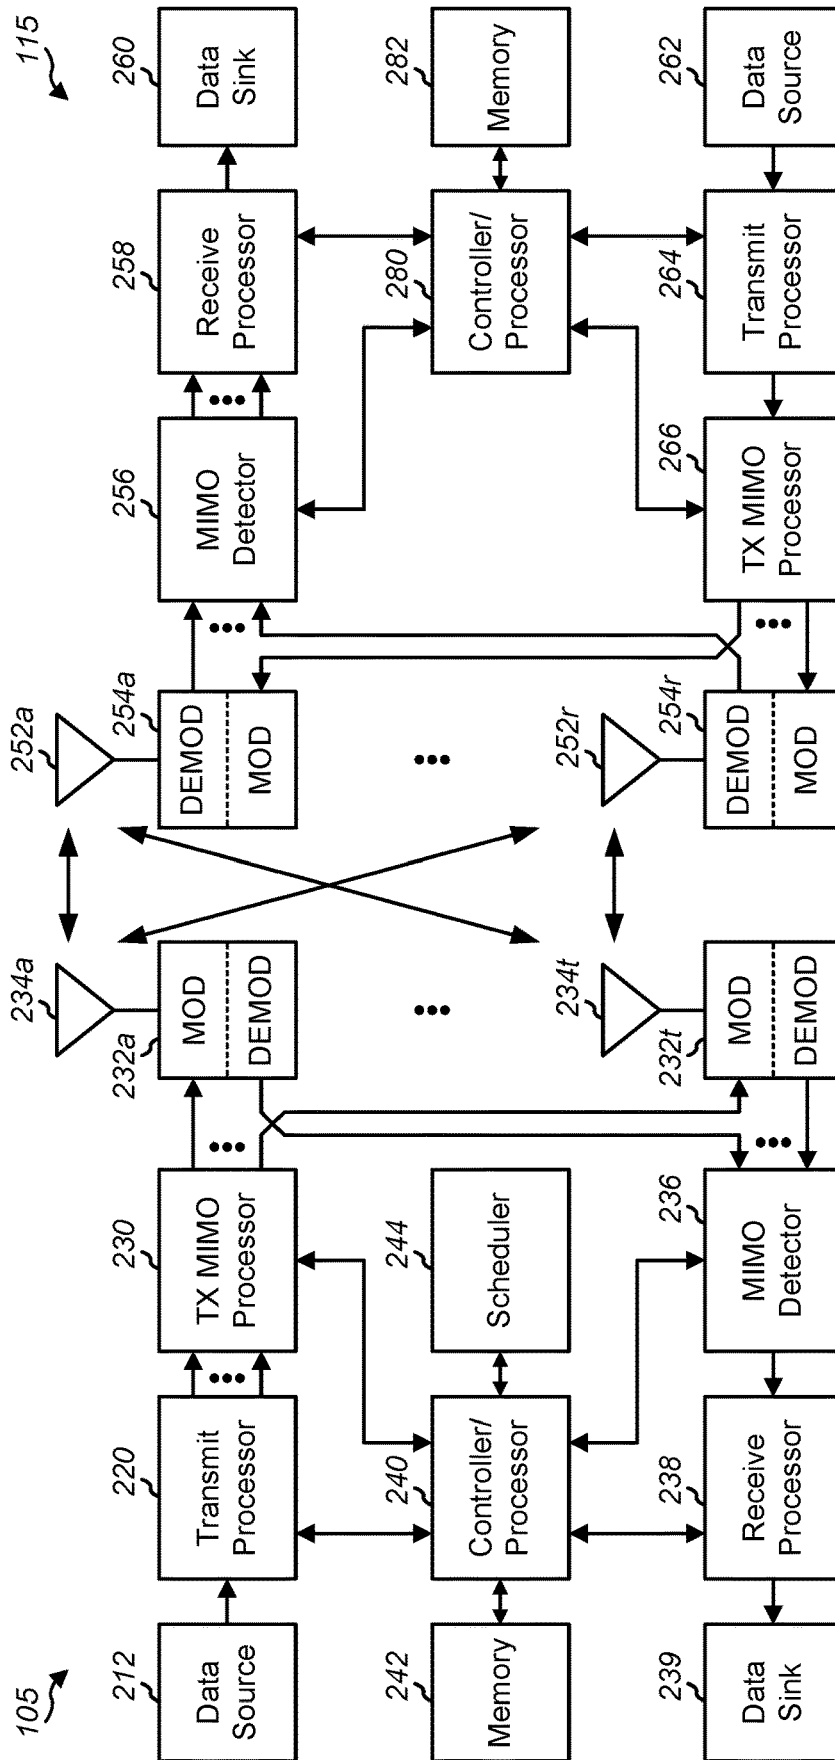 105
115
212
Data
Source
220
Transmit
Processor
230
TX MIMO
Processor
232a
MOD
DEMOD
234a
252a
254a
DEMOD
MOD
256
MIMO
Detector
258
Receive
Processor
260
Data
Sink
242
Memory
240
Controller/
Processor
244
Scheduler
280
Controller/
Processor
282
Memory
239
Data
Sink
238
Receive
Processor
236
MIMO
Detector
232t
MOD
DEMOD
234t
252r
254r
DEMOD
MOD
266
TX MIMO
Processor
264
Transmit
Processor
262
Data
Source